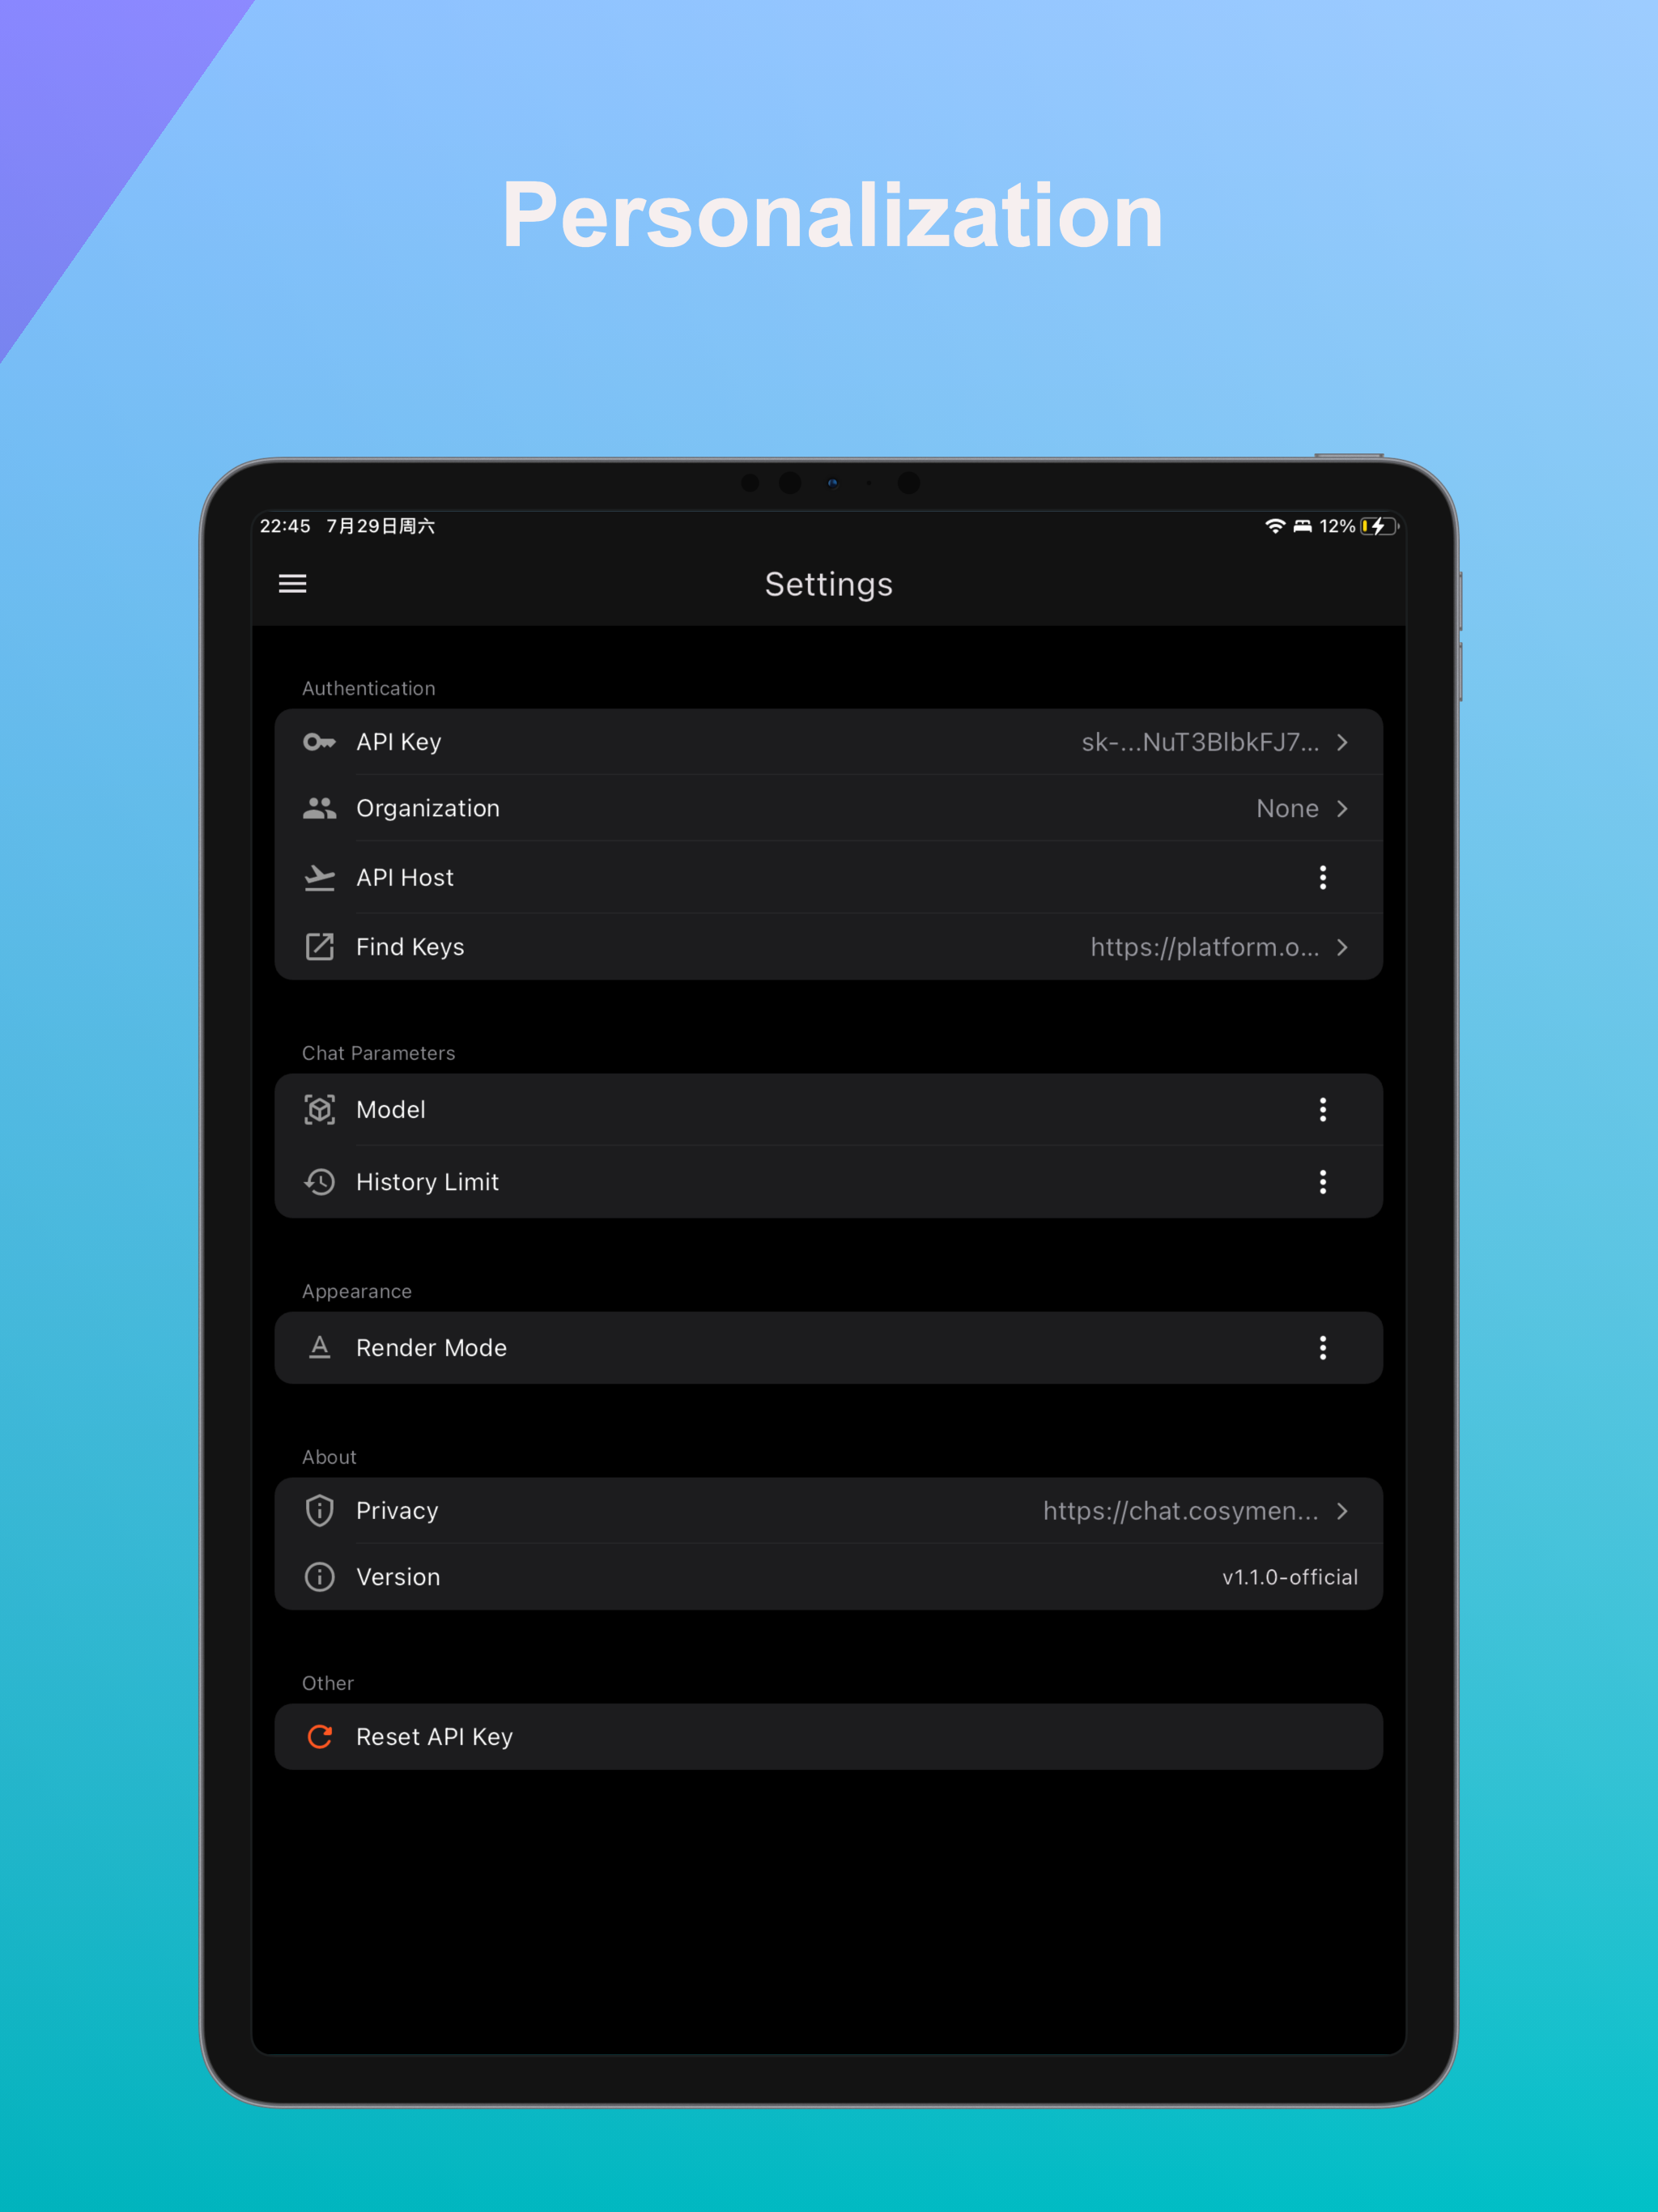 Personalization
22:45 7月29日周六 12%
Settings
Authentication
API Key sk-...NuT3BlbkFJ7...
Organization None
API Host
Find Keys https://platform.o...
Chat Parameters
Model
History Limit
Appearance
Render Mode
About
Privacy https://chat.cosymen...
Version v1.1.0-official
Other
Reset API Key